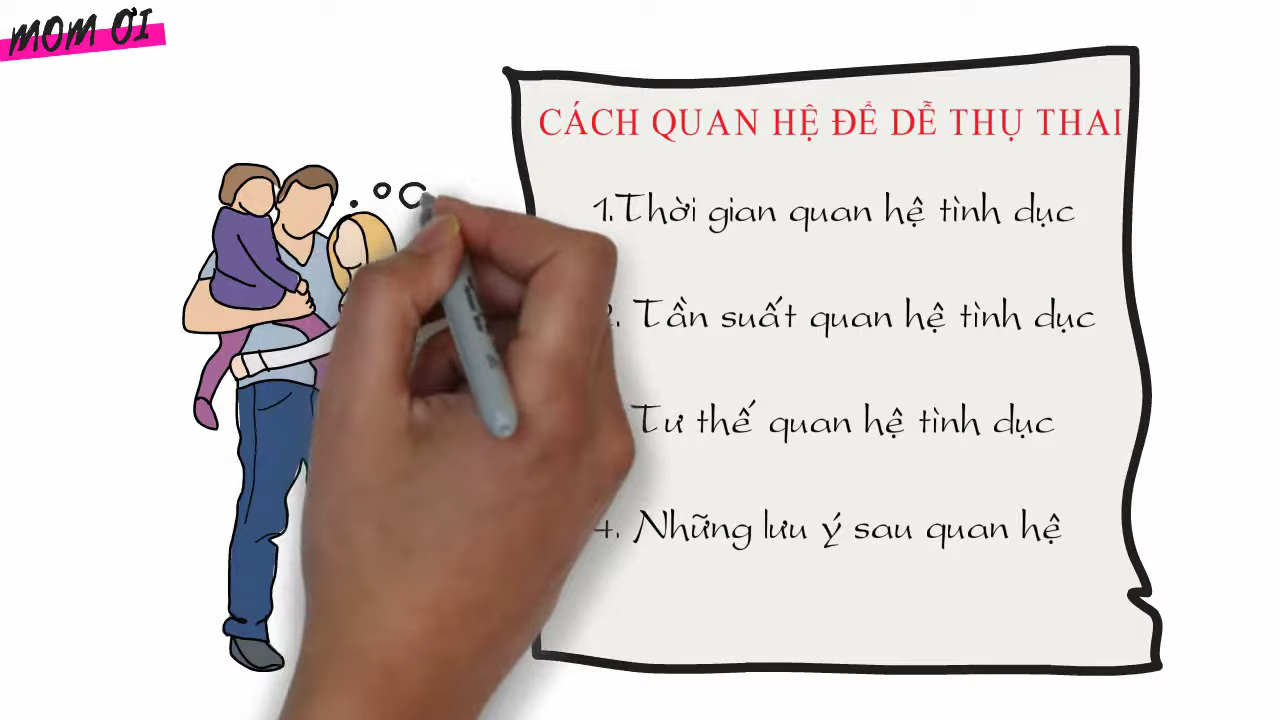 MOM ƠI
CÁCH QUAN HỆ ĐỂ DỄ THỤ THAI
1.Thời gian quan hệ tình dục
2. Tần suất quan hệ tình dục
Tư thế quan hệ tình dục
4. Những lưu ý sau quan hệ